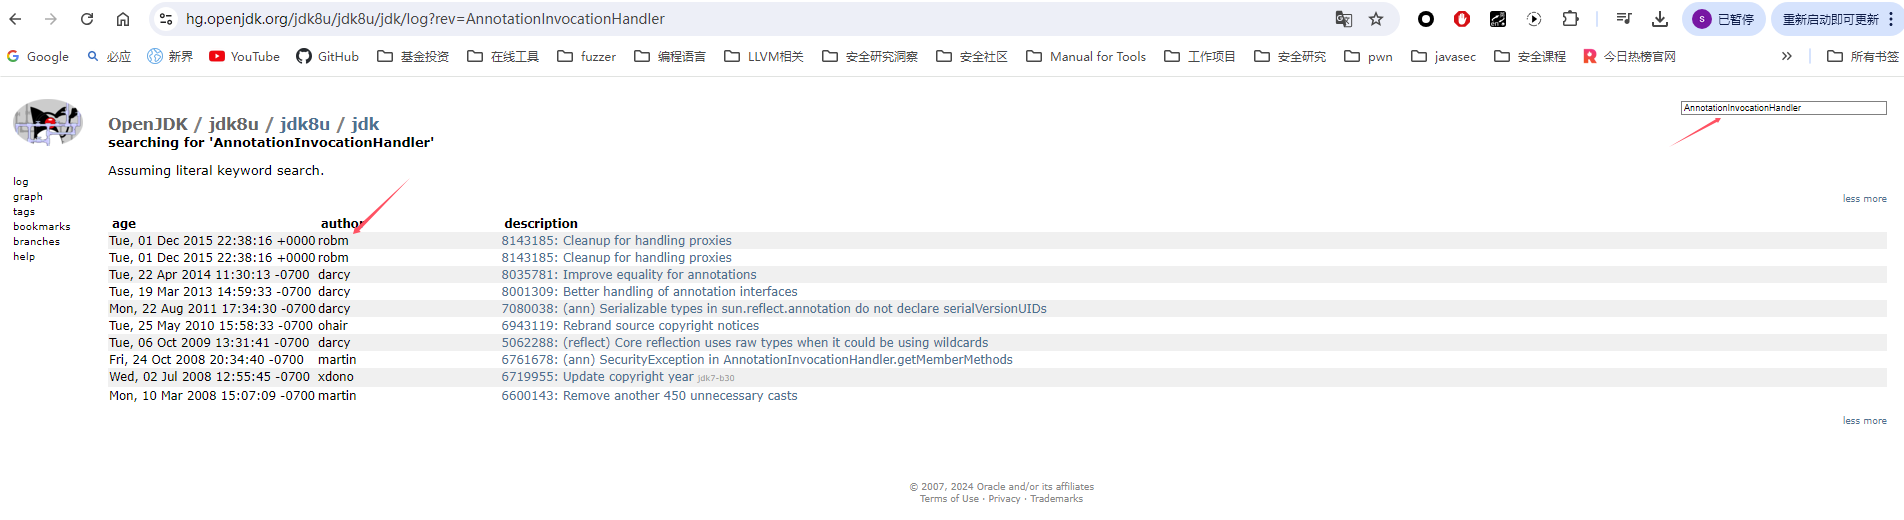 hg.openjdk.org/jdk8u/jdk8u/jdk/log?rev=AnnotationInvocationHandler
S 已暂停
重新启动即可更新
Google 必应 新界 YouTube GitHub 基金投资 在线工具 fuzzer 编程语言 LLVM相关 安全研究洞察 安全社区 Manual for Tools 工作项目 安全研究 pwn javasec 安全课程 R 今日热榜官网 » 所有书签
AnnotationInvocationHandler
OpenJDK / jdk8u / jdk8u / jdk
searching for 'AnnotationInvocationHandler'
Assuming literal keyword search.
log
graph
tags
bookmarks
branches
help
less more
age author description
Tue, 01 Dec 2015 22:38:16 +0000 robm 8143185: Cleanup for handling proxies
Tue, 01 Dec 2015 22:38:16 +0000 robm 8143185: Cleanup for handling proxies
Tue, 22 Apr 2014 11:30:13 -0700 darcy 8035781: Improve equality for annotations
Tue, 19 Mar 2013 14:59:33 -0700 darcy 8001309: Better handling of annotation interfaces
Mon, 22 Aug 2011 17:34:30 -0700 darcy 7080038: (ann) Serializable types in sun.reflect.annotation do not declare serialVersionUIDs
Tue, 25 May 2010 15:58:33 -0700 ohair 6943119: Rebrand source copyright notices
Tue, 06 Oct 2009 13:31:41 -0700 darcy 5062288: (reflect) Core reflection uses raw types when it could be using wildcards
Fri, 24 Oct 2008 20:34:40 -0700 martin 6761678: (ann) SecurityException in AnnotationInvocationHandler.getMemberMethods
Wed, 02 Jul 2008 12:55:45 -0700 xdono 6719955: Update copyright year jdk7-b30
Mon, 10 Mar 2008 15:07:09 -0700 martin 6600143: Remove another 450 unnecessary casts
less more
© 2007, 2024 Oracle and/or its affiliates
Terms of Use · Privacy · Trademarks